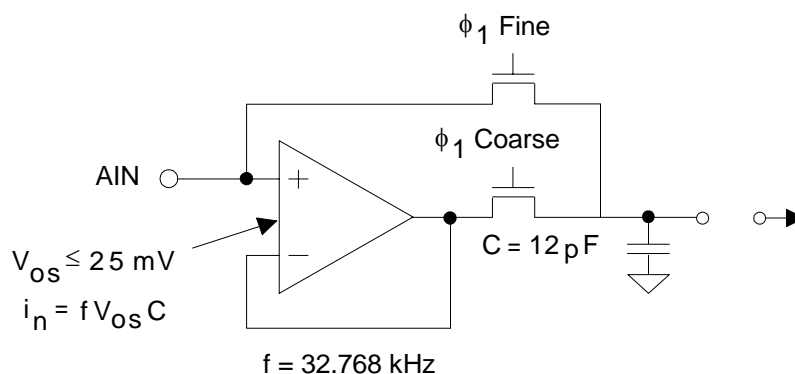 ϕ1 Fine
ϕ1 Coarse
AIN
+
−
Vos ≤ 25 mV
in = f Vos C
C = 12 pF
f = 32.768 kHz